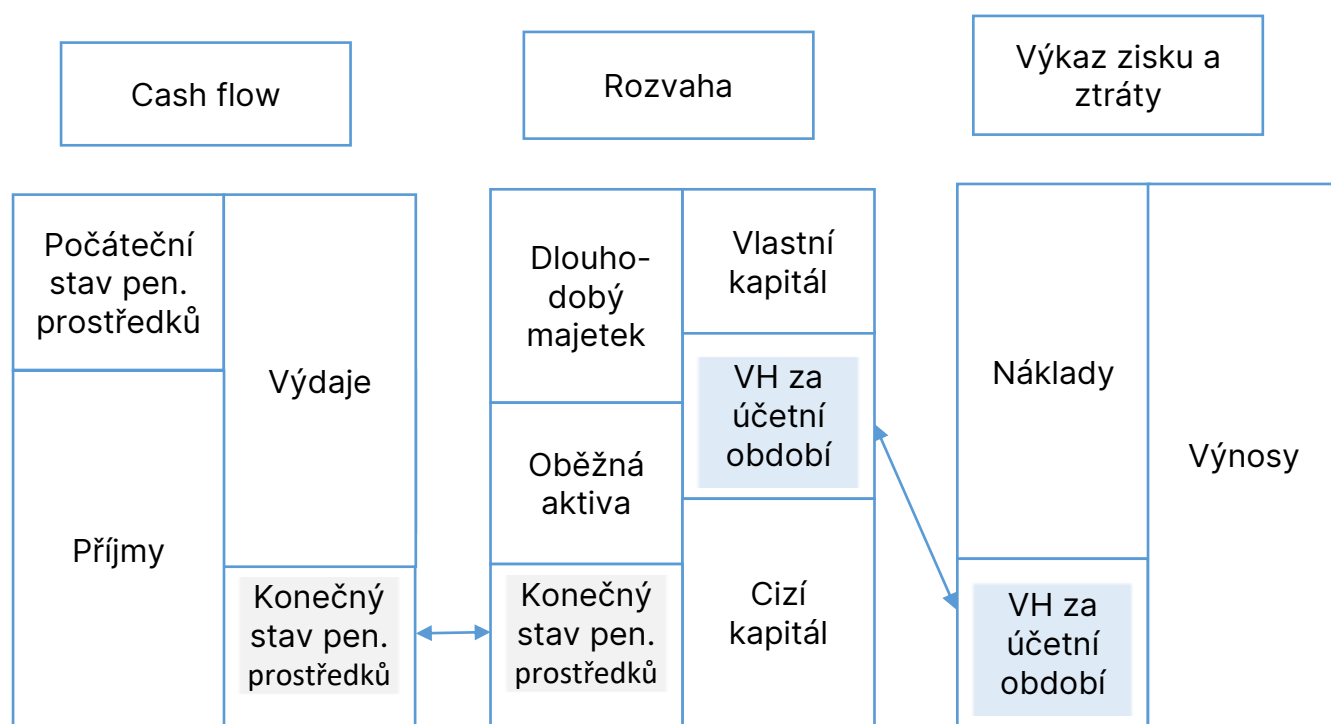 Cash flow
Rozvaha
Výkaz zisku a
ztráty
Počáteční
stav pen.
prostředků
Příjmy
Výdaje
Konečný
stav pen.
prostředků
Dlouho-
dobý
majetek
Oběžná
aktiva
Konečný
stav pen.
prostředků
Vlastní
kapitál
VH za
účetní
období
Cizí
kapitál
Náklady
VH za
účetní
období
Výnosy